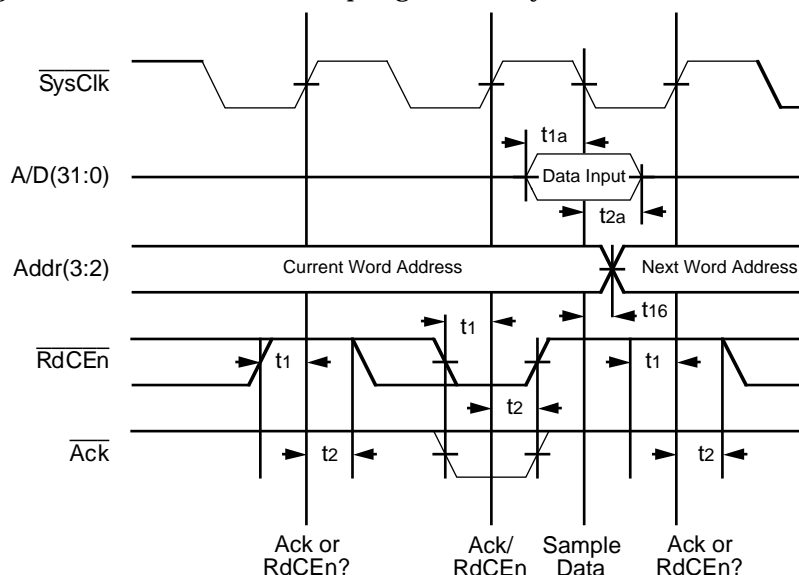 SysClk
t1a
A/D(31:0)
Data Input
t2a
Addr(3:2)
Current Word Address
Next Word Address
t16
t1
RdCEn
t1
t1
t2
Ack
t2
t2
Ack or
RdCEn?
Ack/
RdCEn
Sample
Data
Ack or
RdCEn?